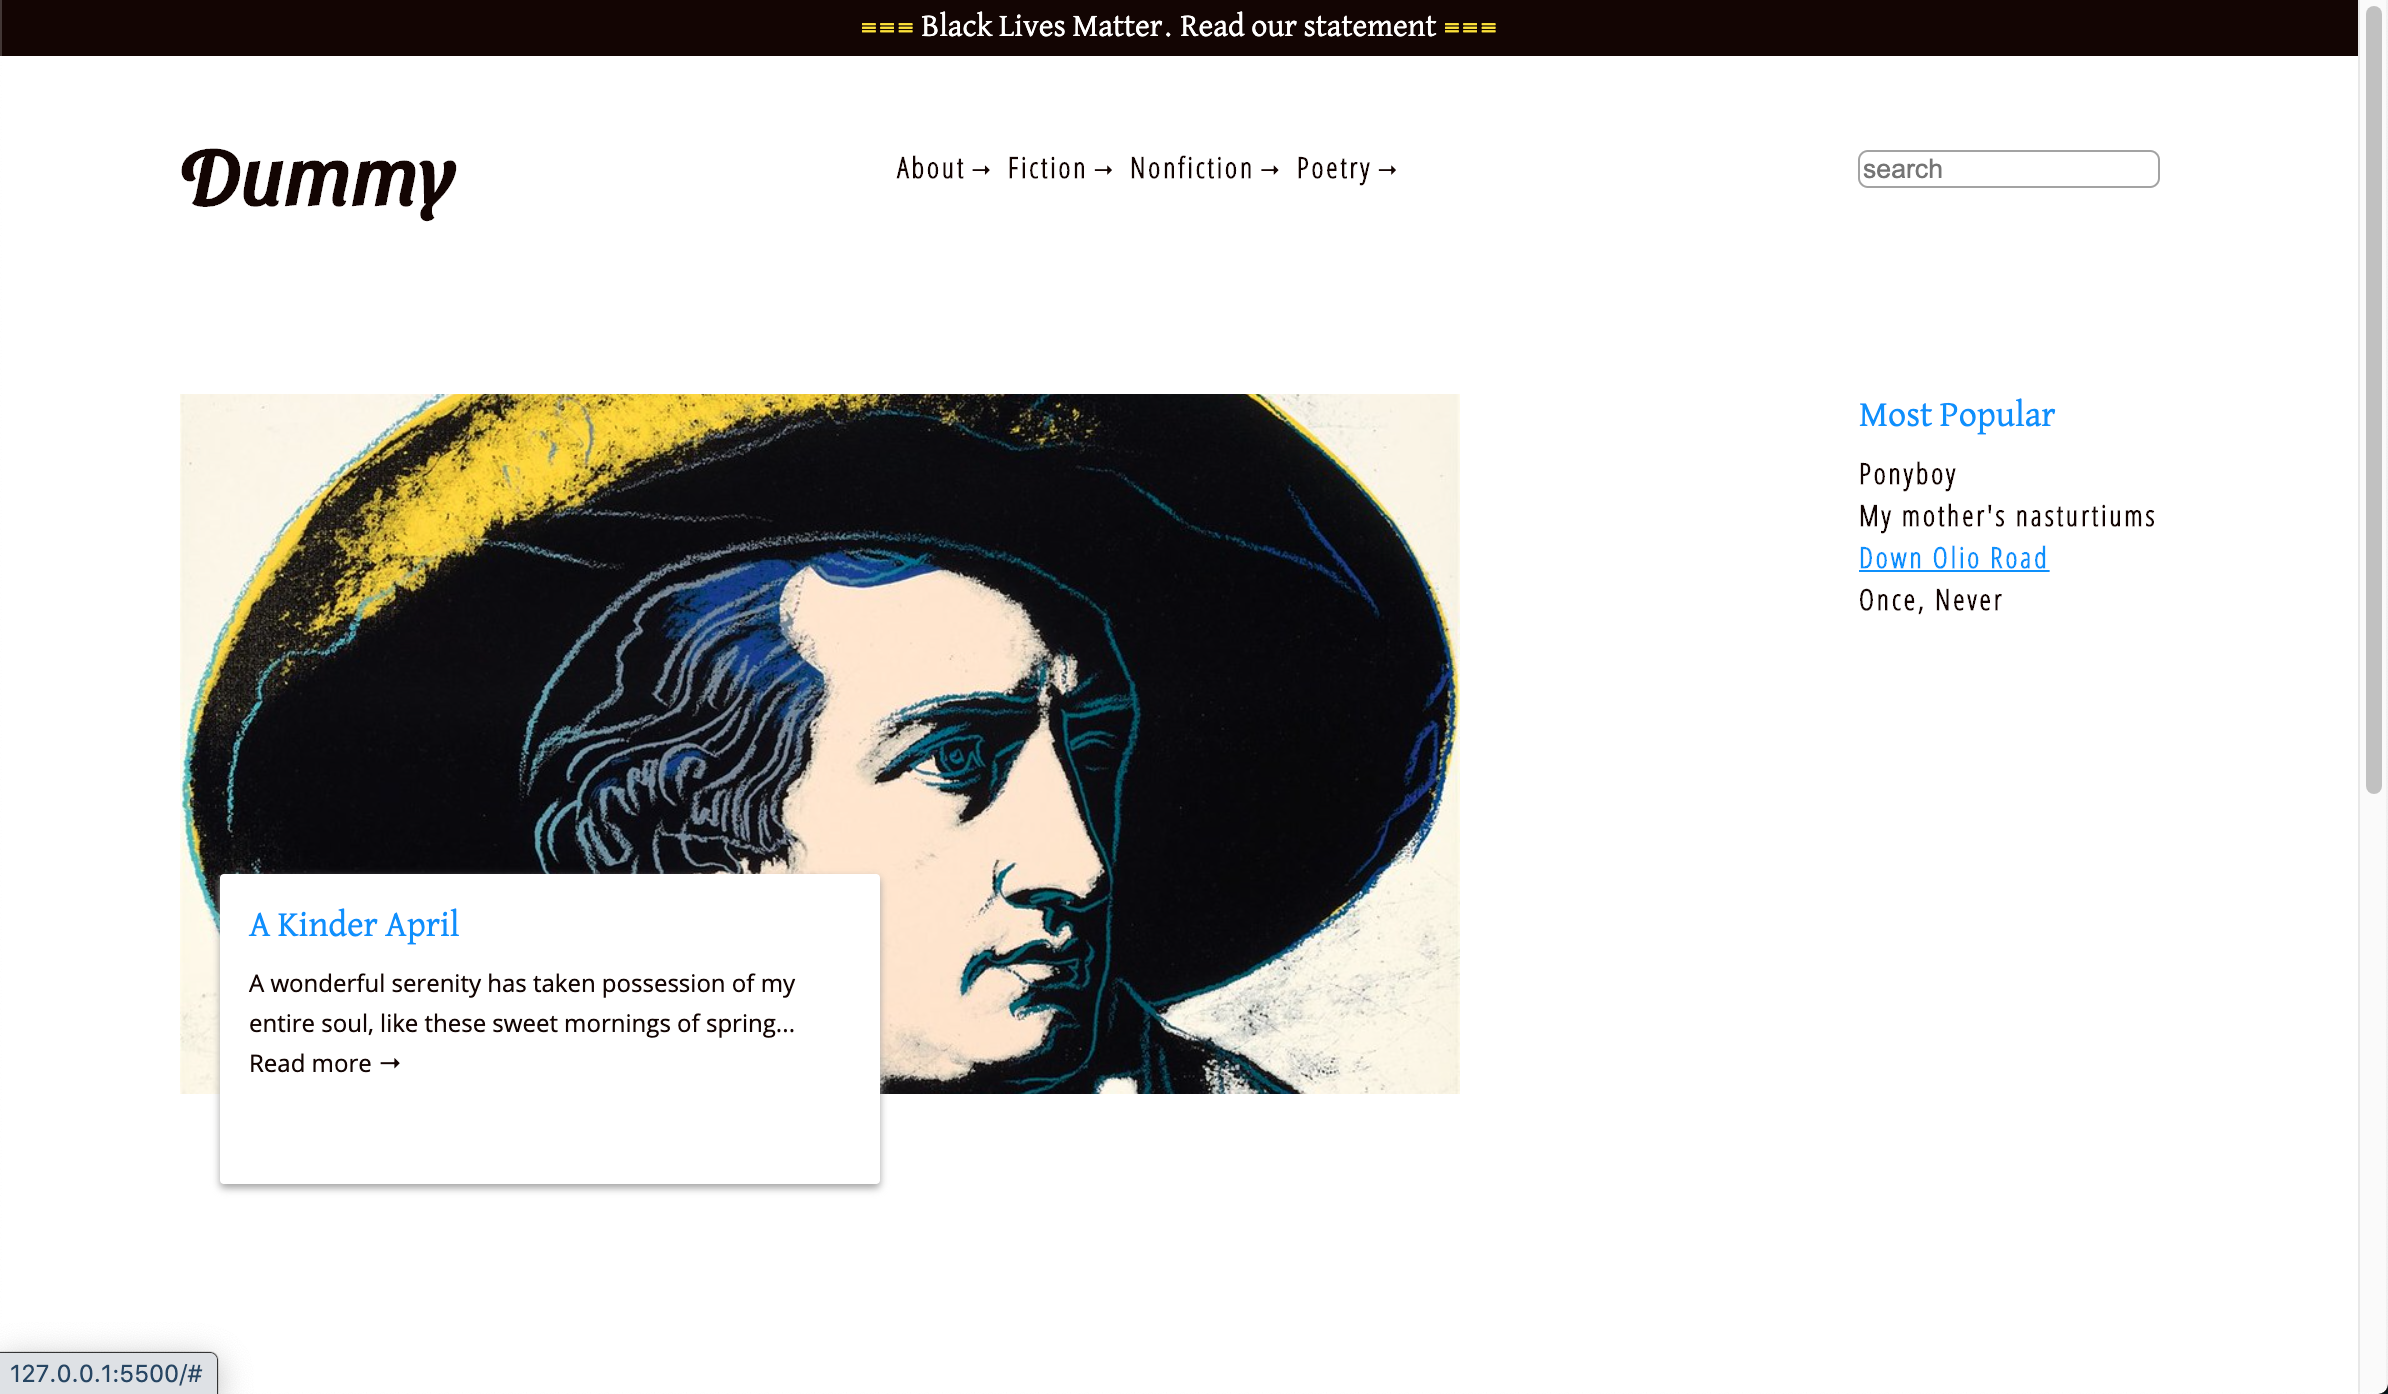 === Black Lives Matter. Read our statement ===
Dummy
About → Fiction → Nonfiction → Poetry →
search
Most Popular
Ponyboy
My mother's nasturtiums
Down Olio Road
Once, Never
A Kinder April
A wonderful serenity has taken possession of my
entire soul, like these sweet mornings of spring...
Read more →
127.0.0.1:5500/#